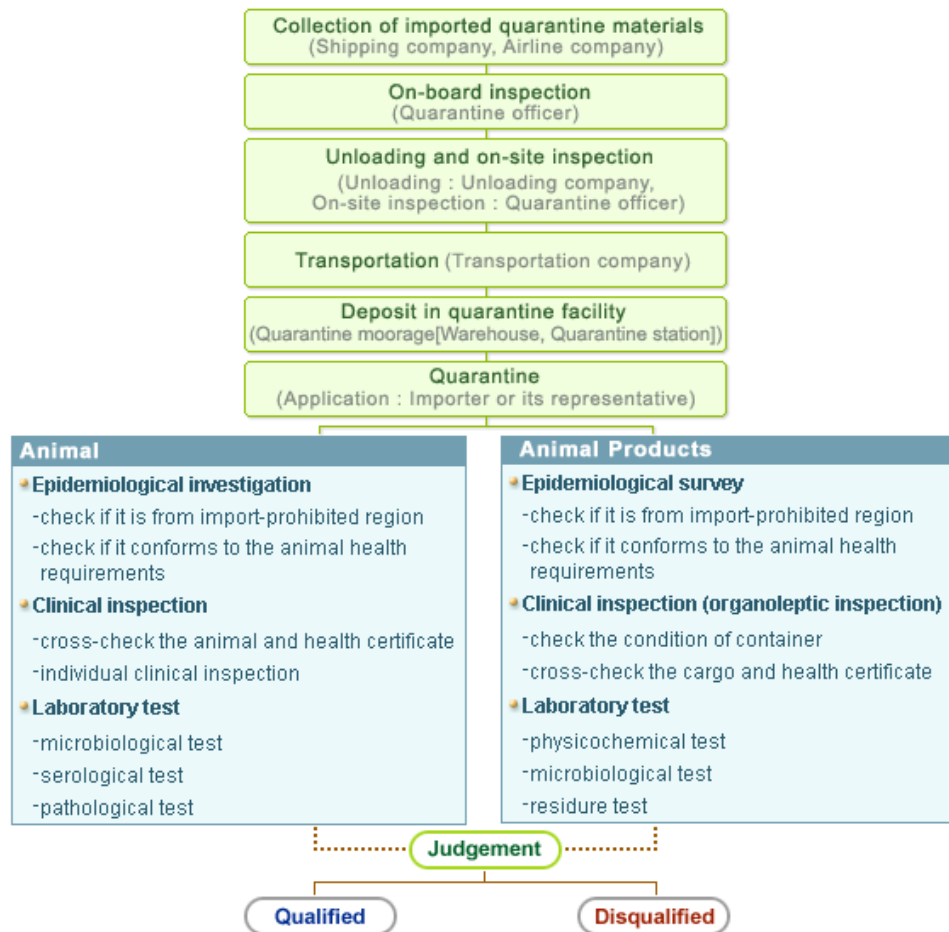 Collection of imported quarantine materials
(Shipping company, Airline company)
On-board inspection
(Quarantine officer)
Unloading and on-site inspection
(Unloading : Unloading company,
On-site inspection : Quarantine officer)
Transportation (Transportation company)
Deposit in quarantine facility
(Quarantine moorage[Warehouse, Quarantine station])
Quarantine
(Application : Importer or its representative)
Animal
Epidemiological investigation
-check if it is from import-prohibited region
-check if it conforms to the animal health
requirements
Clinical inspection
-cross-check the animal and health certificate
-individual clinical inspection
Laboratory test
-microbiological test
-serological test
-pathological test
Animal Products
Epidemiological survey
-check if it is from import-prohibited region
-check if it conforms to the animal health
requirements
Clinical inspection (organoleptic inspection)
-check the condition of container
-cross-check the cargo and health certificate
Laboratory test
-physicochemical test
-microbiological test
-residure test
Judgement
Qualified
Disqualified